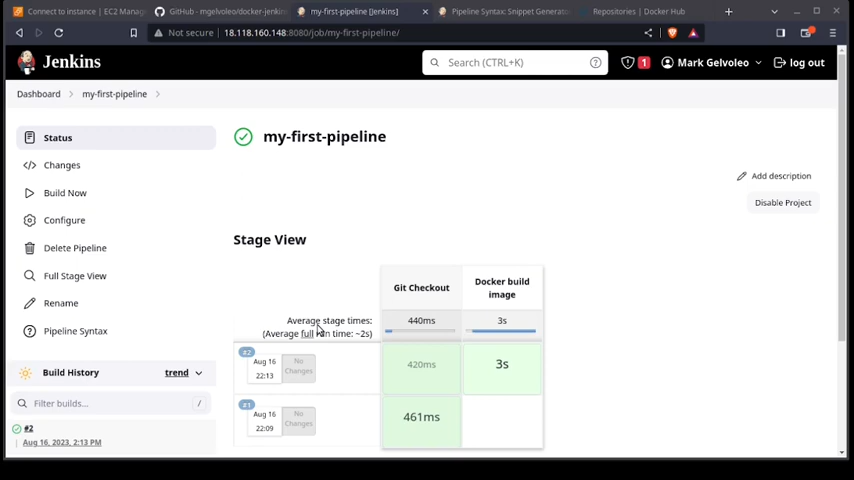 Connect to instance | EC2 Manag
GitHub - mgelvoleo/docker-jenkin
my-first-pipeline [Jenkins]
Pipeline Syntax: Snippet Generato
Repositories | Docker Hub
Not secure | 18.118.160.148:8080/job/my-first-pipeline/
Jenkins
Search (CTRL+K)
1
Mark Gelvoleo
log out
Dashboard
my-first-pipeline
Status
Changes
Build Now
Configure
Delete Pipeline
Full Stage View
Rename
Pipeline Syntax
Build History
trend
Filter builds...
/
#2
Aug 16, 2023, 2:13 PM
my-first-pipeline
Add description
Disable Project
Stage View
Git Checkout
Docker build
image
Average stage times:
(Average full run time: ~2s)
440ms
3s
#2
Aug 16
22:13
No
Changes
420ms
3s
#1
Aug 16
22:09
No
Changes
461ms